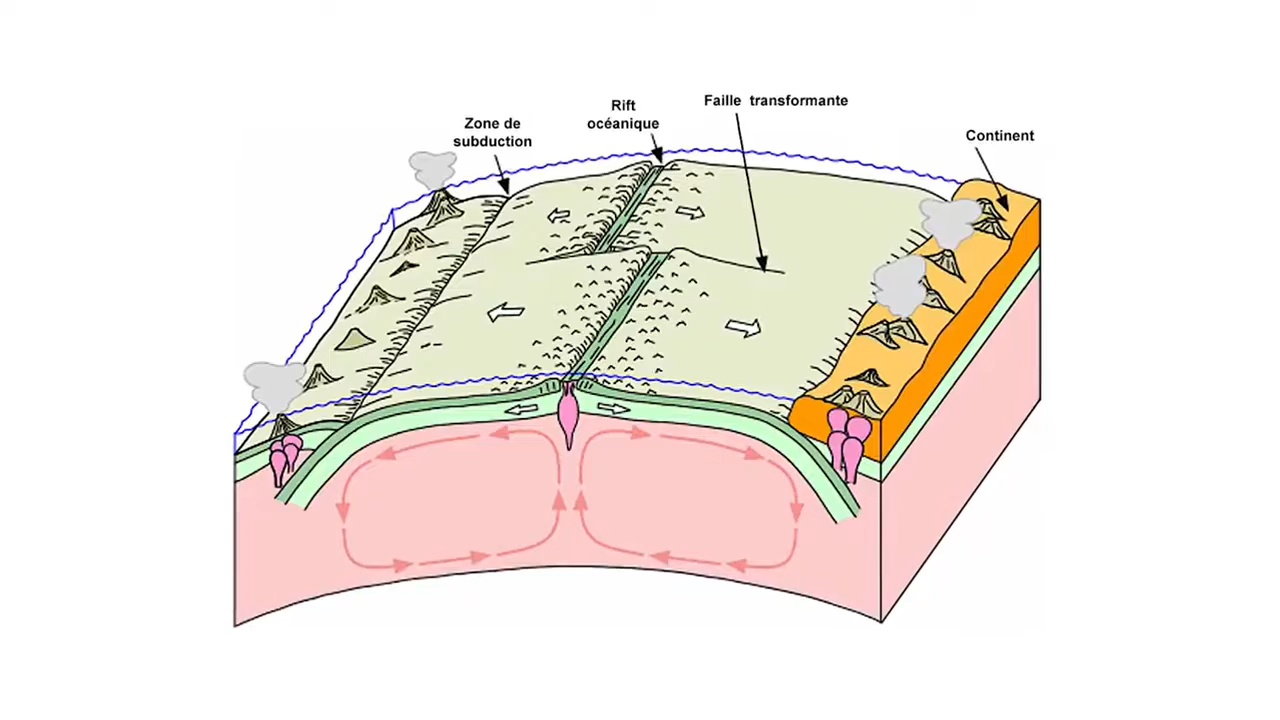 Zone de
subduction
Rift
océanique
Faille transformante
Continent